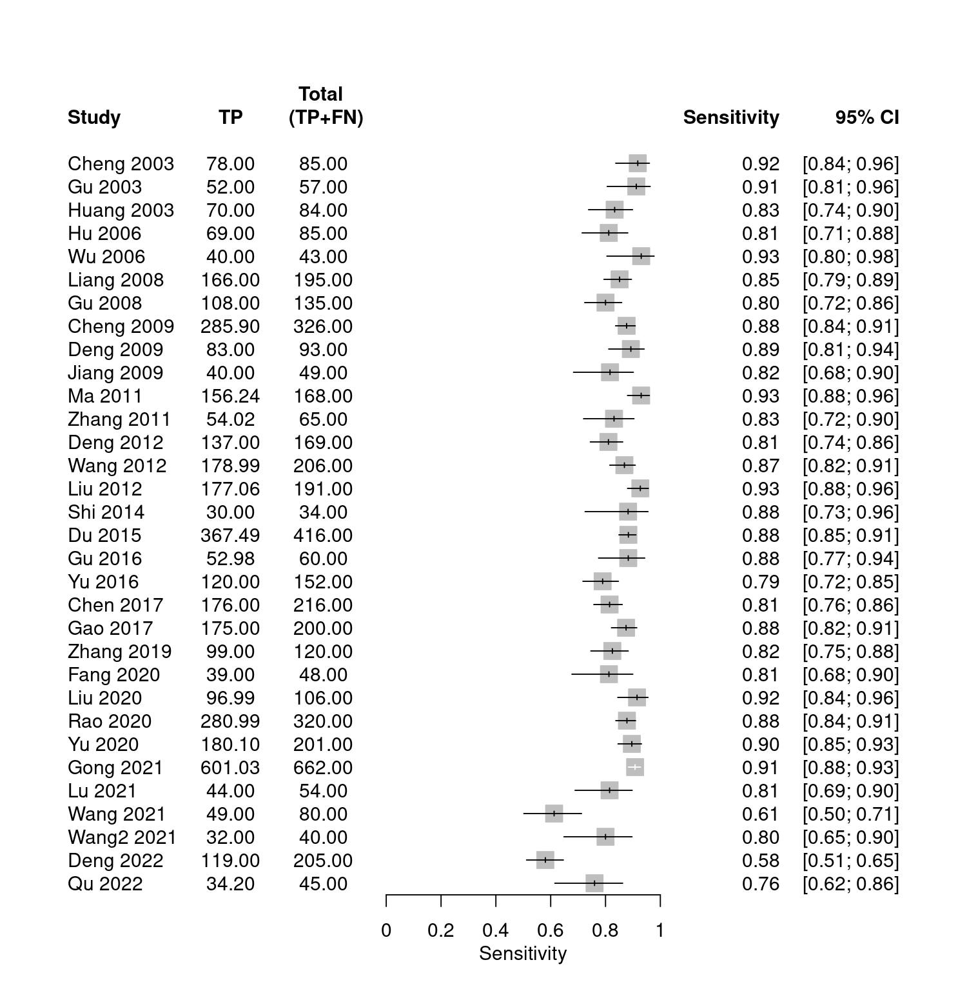 Total
Study TP (TP+FN) Sensitivity 95% CI
Cheng 2003 78.00 85.00 0.92 [0.84; 0.96]
Gu 2003 52.00 57.00 0.91 [0.81; 0.96]
Huang 2003 70.00 84.00 0.83 [0.74; 0.90]
Hu 2006 69.00 85.00 0.81 [0.71; 0.88]
Wu 2006 40.00 43.00 0.93 [0.80; 0.98]
Liang 2008 166.00 195.00 0.85 [0.79; 0.89]
Gu 2008 108.00 135.00 0.80 [0.72; 0.86]
Cheng 2009 285.90 326.00 0.88 [0.84; 0.91]
Deng 2009 83.00 93.00 0.89 [0.81; 0.94]
Jiang 2009 40.00 49.00 0.82 [0.68; 0.90]
Ma 2011 156.24 168.00 0.93 [0.88; 0.96]
Zhang 2011 54.02 65.00 0.83 [0.72; 0.90]
Deng 2012 137.00 169.00 0.81 [0.74; 0.86]
Wang 2012 178.99 206.00 0.87 [0.82; 0.91]
Liu 2012 177.06 191.00 0.93 [0.88; 0.96]
Shi 2014 30.00 34.00 0.88 [0.73; 0.96]
Du 2015 367.49 416.00 0.88 [0.85; 0.91]
Gu 2016 52.98 60.00 0.88 [0.77; 0.94]
Yu 2016 120.00 152.00 0.79 [0.72; 0.85]
Chen 2017 176.00 216.00 0.81 [0.76; 0.86]
Gao 2017 175.00 200.00 0.88 [0.82; 0.91]
Zhang 2019 99.00 120.00 0.82 [0.75; 0.88]
Fang 2020 39.00 48.00 0.81 [0.68; 0.90]
Liu 2020 96.99 106.00 0.92 [0.84; 0.96]
Rao 2020 280.99 320.00 0.88 [0.84; 0.91]
Yu 2020 180.10 201.00 0.90 [0.85; 0.93]
Gong 2021 601.03 662.00 0.91 [0.88; 0.93]
Lu 2021 44.00 54.00 0.81 [0.69; 0.90]
Wang 2021 49.00 80.00 0.61 [0.50; 0.71]
Wang2 2021 32.00 40.00 0.80 [0.65; 0.90]
Deng 2022 119.00 205.00 0.58 [0.51; 0.65]
Qu 2022 34.20 45.00 0.76 [0.62; 0.86]
0 0.2 0.4 0.6 0.8 1
Sensitivity